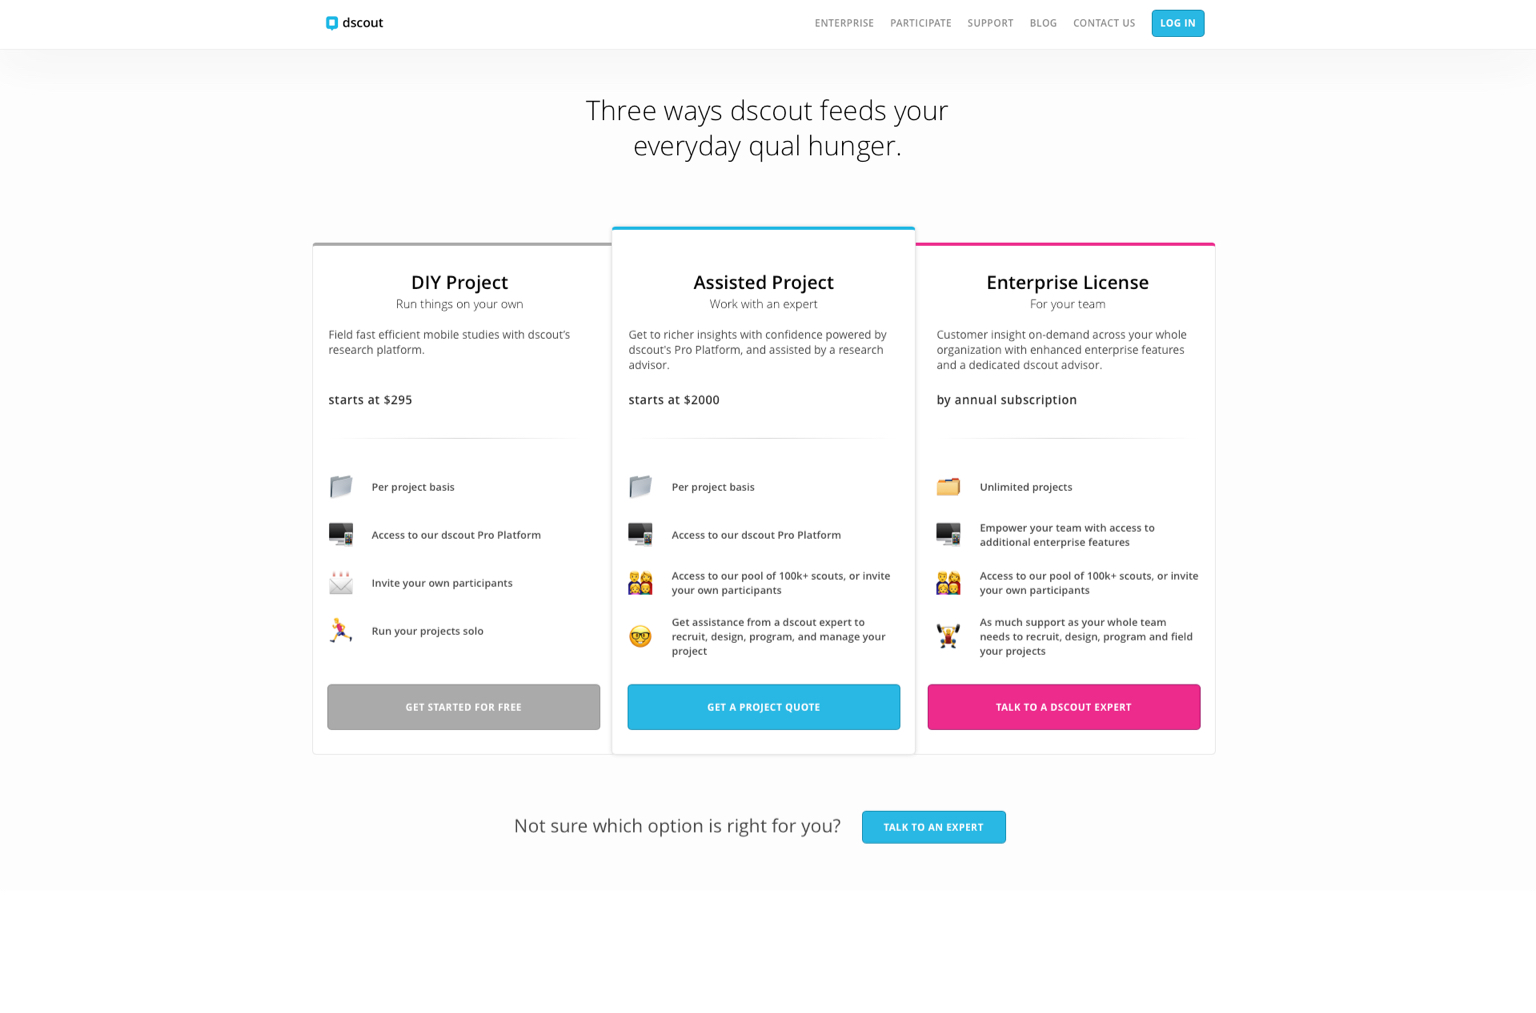 dscout
ENTERPRISE PARTICIPATE SUPPORT BLOG CONTACT US LOG IN
Three ways dscout feeds your
everyday qual hunger.
DIY Project
Run things on your own
Field fast efficient mobile studies with dscout's
research platform.
starts at $295
Per project basis
Access to our dscout Pro Platform
Invite your own participants
Run your projects solo
GET STARTED FOR FREE
Assisted Project
Work with an expert
Get to richer insights with confidence powered by
dscout's Pro Platform, and assisted by a research
advisor.
starts at $2000
Per project basis
Access to our dscout Pro Platform
Access to our pool of 100k+ scouts, or invite
your own participants
Get assistance from a dscout expert to
recruit, design, program, and manage your
project
GET A PROJECT QUOTE
Enterprise License
For your team
Customer insight on-demand across your whole
organization with enhanced enterprise features
and a dedicated dscout advisor.
by annual subscription
Unlimited projects
Empower your team with access to
additional enterprise features
Access to our pool of 100k+ scouts, or invite
your own participants
As much support as your whole team
needs to recruit, design, program and field
your projects
TALK TO A DSCOUT EXPERT
Not sure which option is right for you?
TALK TO AN EXPERT